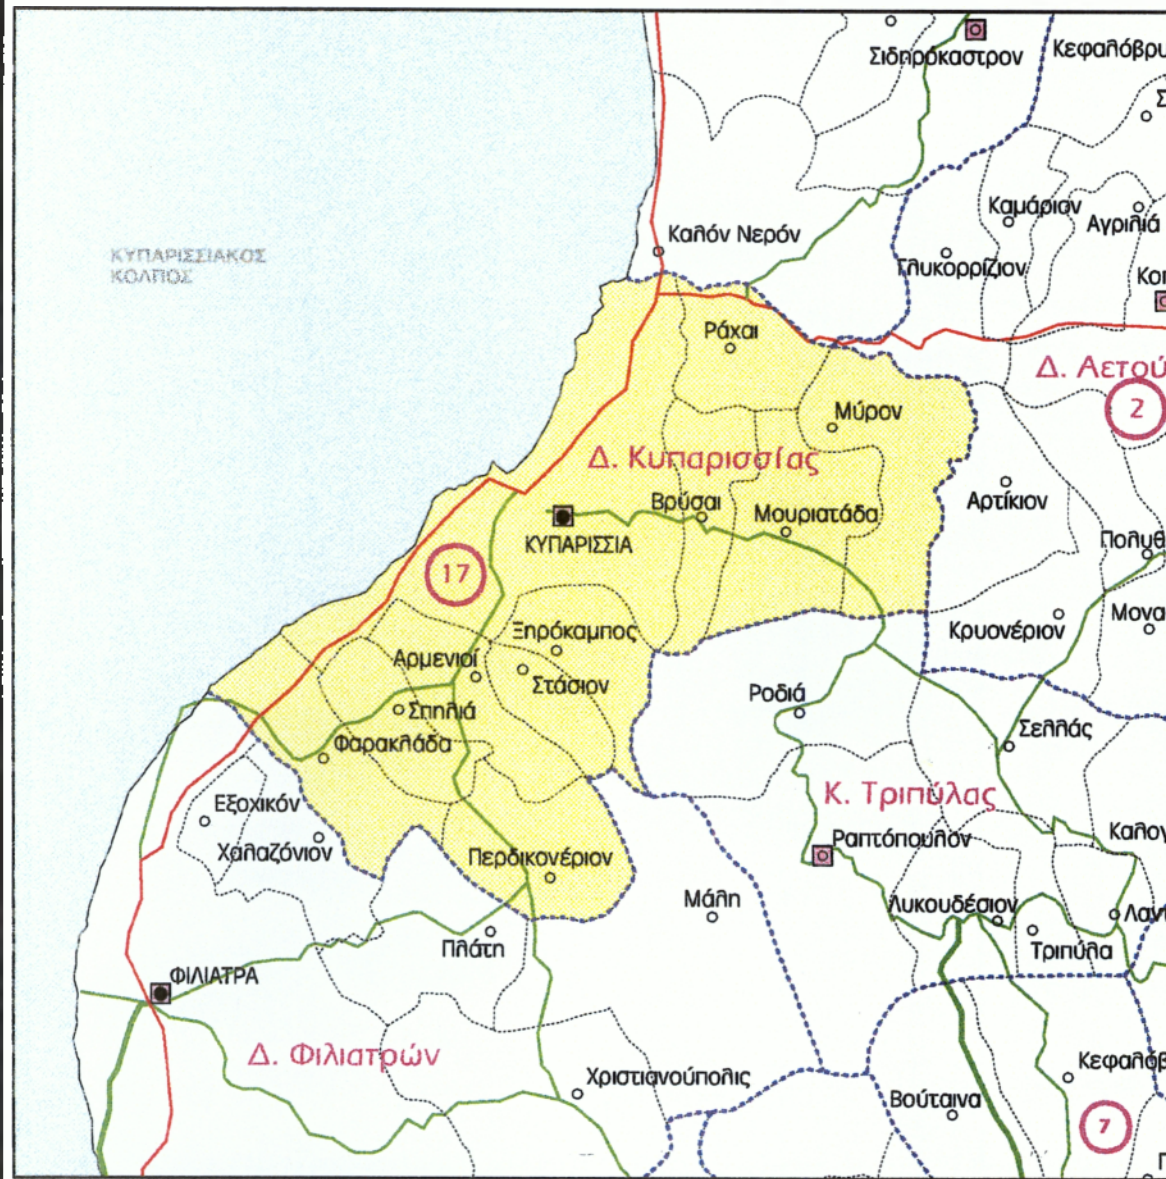 Σιδηρόκαστρον
Καμάριον
Αγριλιά
Καλόν Νερόν
ΚΥΠΑΡΙΣΣΙΑΚΟΣ
ΚΟΛΠΟΣ
Γλυκορρίζιον
Ράχαι
Δ. Αετού
2
Μύρον
Δ. Κυπαρισσίας
Αρτίκιον
Βρύσαι
Μουριατάδα
ΚΥΠΑΡΙΣΣΙΑ
17
Ξηρόκαμπος
Κρυονέριον
Αρμενιοί
Στάσιον
Ροδιά
Σπηλιά
Σελλάς
Φαρακλάδα
Κ. Τριπύλας
Εξοχικόν
Χαλαζόνιον
Ραπτόπουλον
Περδικονέριον
Μάλη
Λυκουδέσιον
Πλάτη
Τριπύλα
ΦΙΛΙΑΤΡΑ
Δ. Φιλιατρών
Χριστιανούπολις
Βούταινα
7